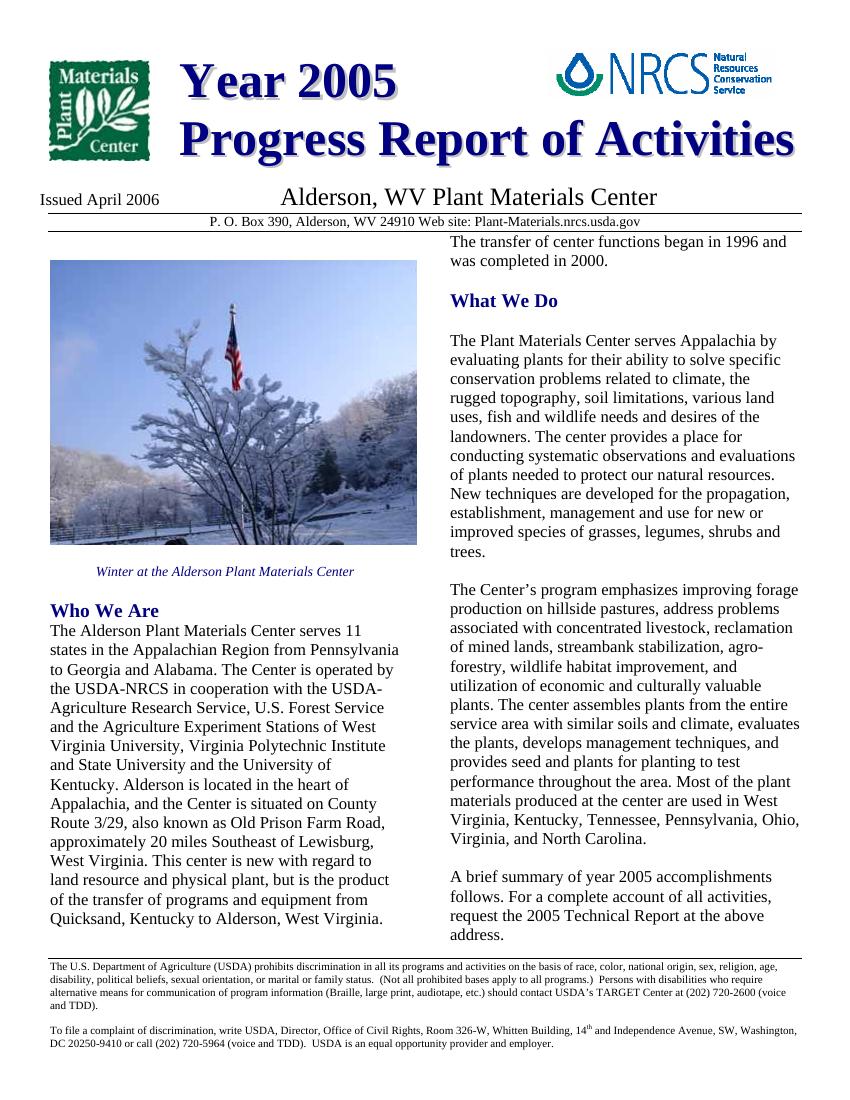 Plant
Materials
Center
Year 2005
Progress Report of Activities
NRCS
Natural
Resources
Conservation
Service
Issued April 2006
Alderson, WV Plant Materials Center
P. O. Box 390, Alderson, WV 24910 Web site: Plant-Materials.nrcs.usda.gov
Winter at the Alderson Plant Materials Center
Who We Are
The Alderson Plant Materials Center serves 11
states in the Appalachian Region from Pennsylvania
to Georgia and Alabama. The Center is operated by
the USDA-NRCS in cooperation with the USDA-
Agriculture Research Service, U.S. Forest Service
and the Agriculture Experiment Stations of West
Virginia University, Virginia Polytechnic Institute
and State University and the University of
Kentucky. Alderson is located in the heart of
Appalachia, and the Center is situated on County
Route 3/29, also known as Old Prison Farm Road,
approximately 20 miles Southeast of Lewisburg,
West Virginia. This center is new with regard to
land resource and physical plant, but is the product
of the transfer of programs and equipment from
Quicksand, Kentucky to Alderson, West Virginia.
The transfer of center functions began in 1996 and
was completed in 2000.
What We Do
The Plant Materials Center serves Appalachia by
evaluating plants for their ability to solve specific
conservation problems related to climate, the
rugged topography, soil limitations, various land
uses, fish and wildlife needs and desires of the
landowners. The center provides a place for
conducting systematic observations and evaluations
of plants needed to protect our natural resources.
New techniques are developed for the propagation,
establishment, management and use for new or
improved species of grasses, legumes, shrubs and
trees.
The Center’s program emphasizes improving forage
production on hillside pastures, address problems
associated with concentrated livestock, reclamation
of mined lands, streambank stabilization, agro-
forestry, wildlife habitat improvement, and
utilization of economic and culturally valuable
plants. The center assembles plants from the entire
service area with similar soils and climate, evaluates
the plants, develops management techniques, and
provides seed and plants for planting to test
performance throughout the area. Most of the plant
materials produced at the center are used in West
Virginia, Kentucky, Tennessee, Pennsylvania, Ohio,
Virginia, and North Carolina.
A brief summary of year 2005 accomplishments
follows. For a complete account of all activities,
request the 2005 Technical Report at the above
address.
The U.S. Department of Agriculture (USDA) prohibits discrimination in all its programs and activities on the basis of race, color, national origin, sex, religion, age,
disability, political beliefs, sexual orientation, or marital or family status. (Not all prohibited bases apply to all programs.) Persons with disabilities who require
alternative means for communication of program information (Braille, large print, audiotape, etc.) should contact USDA’s TARGET Center at (202) 720-2600 (voice
and TDD).
To file a complaint of discrimination, write USDA, Director, Office of Civil Rights, Room 326-W, Whitten Building, 14th and Independence Avenue, SW, Washington,
DC 20250-9410 or call (202) 720-5964 (voice and TDD). USDA is an equal opportunity provider and employer.